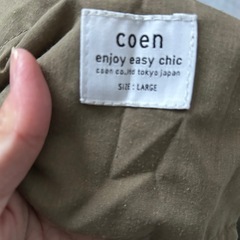 coen
enjoy easy chic
coen co.,ltd tokyo japan
SIZE: LARGE